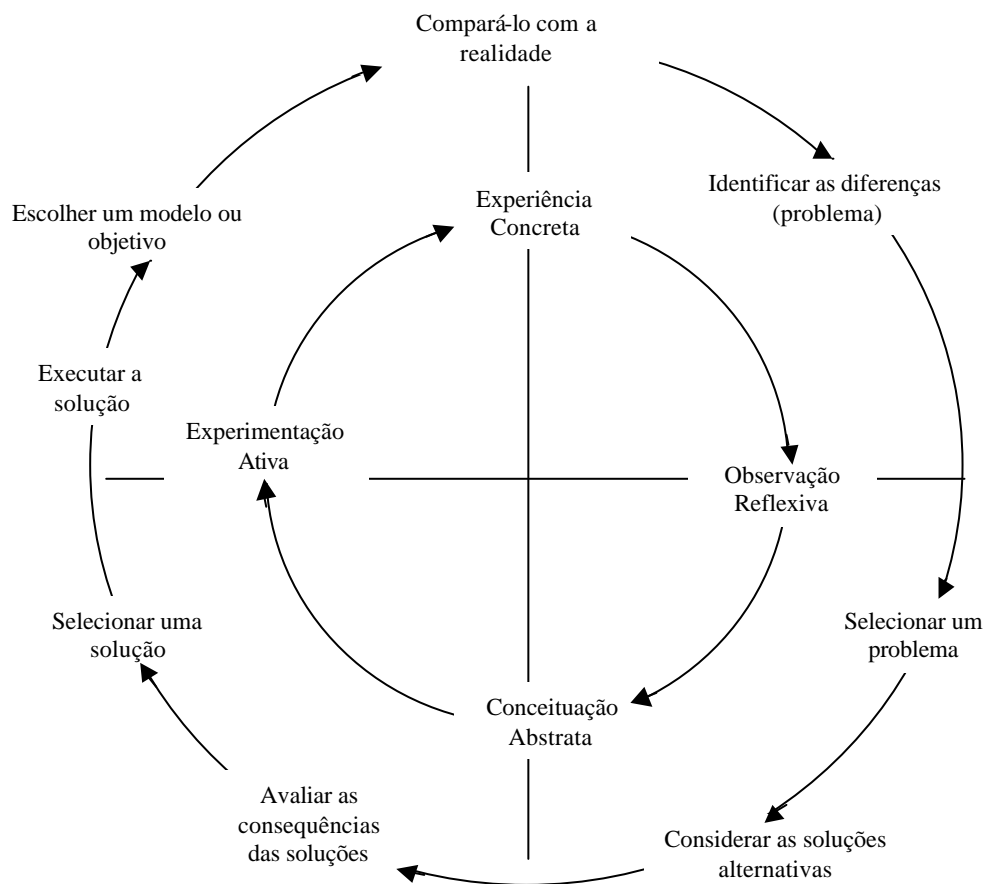 Compará-lo com a
realidade
Identificar as diferenças
(problema)
Experiência
Concreta
Escolher um modelo ou
objetivo
Executar a
solução
Experimentação
Ativa
Observação
Reflexiva
Selecionar uma
solução
Selecionar um
problema
Conceituação
Abstrata
Avaliar as
consequências
das soluções
Considerar as soluções
alternativas